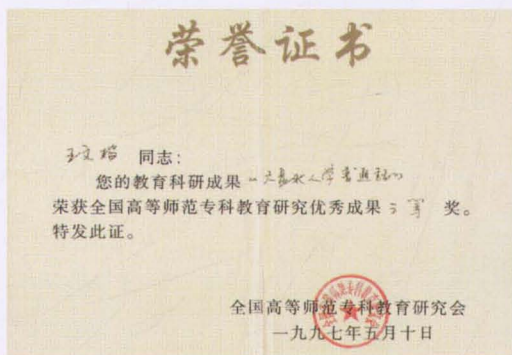 荣誉证书
同志：
您的教育科研成果
荣获全国高等师范专科教育研究优秀成果 三等 奖。
特发此证。
全国高等师范专科教育研究会
一九九七年五月十日